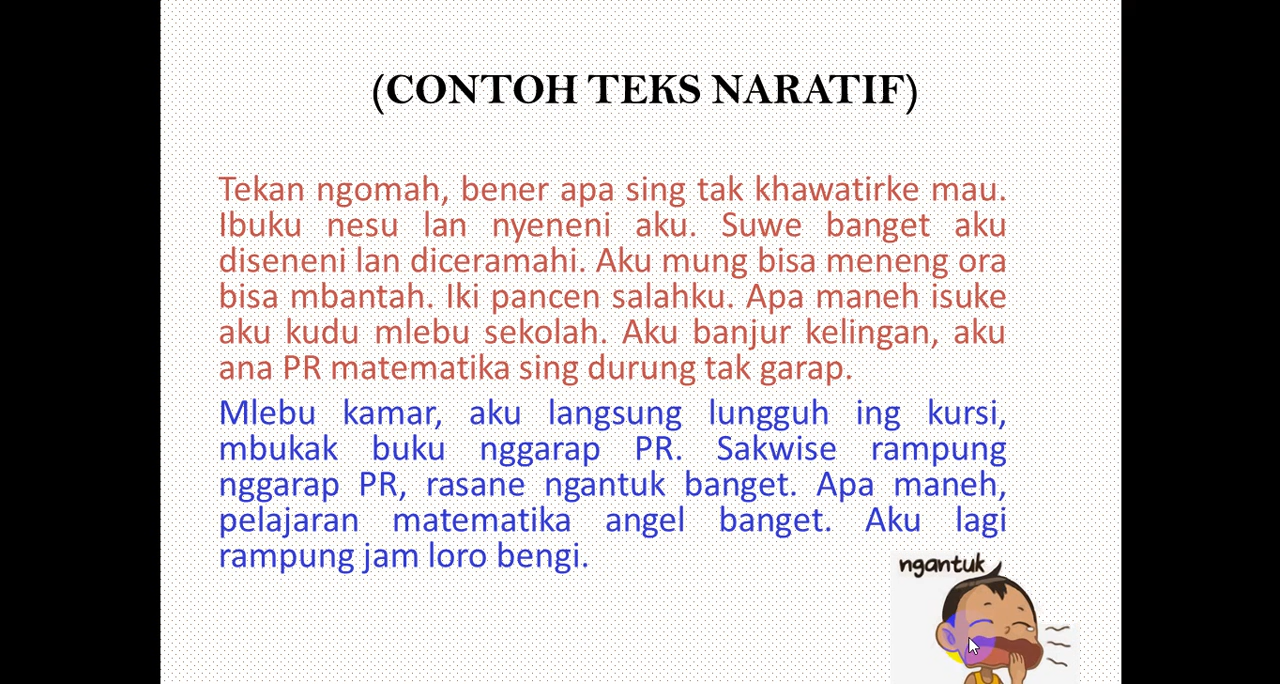 (CONTOH TEKS NARATIF)
Tekan ngomah, bener apa sing tak khawatirke mau.
Ibuku nesu lan nyeneni aku. Suwe banget aku
diseneni lan diceramahi. Aku mung bisa meneng ora
bisa mbantah. Iki pancen salahku. Apa maneh isuke
aku kudu mlebu sekolah. Aku banjur kelingan, aku
ana PR matematika sing durung tak garap.
Mlebu kamar, aku langsung lungguh ing kursi,
mbukak buku nggarap PR. Sakwise rampung
nggarap PR, rasane ngantuk banget. Apa maneh,
pelajaran matematika angel banget. Aku lagi
rampung jam loro bengi.
ngantuk